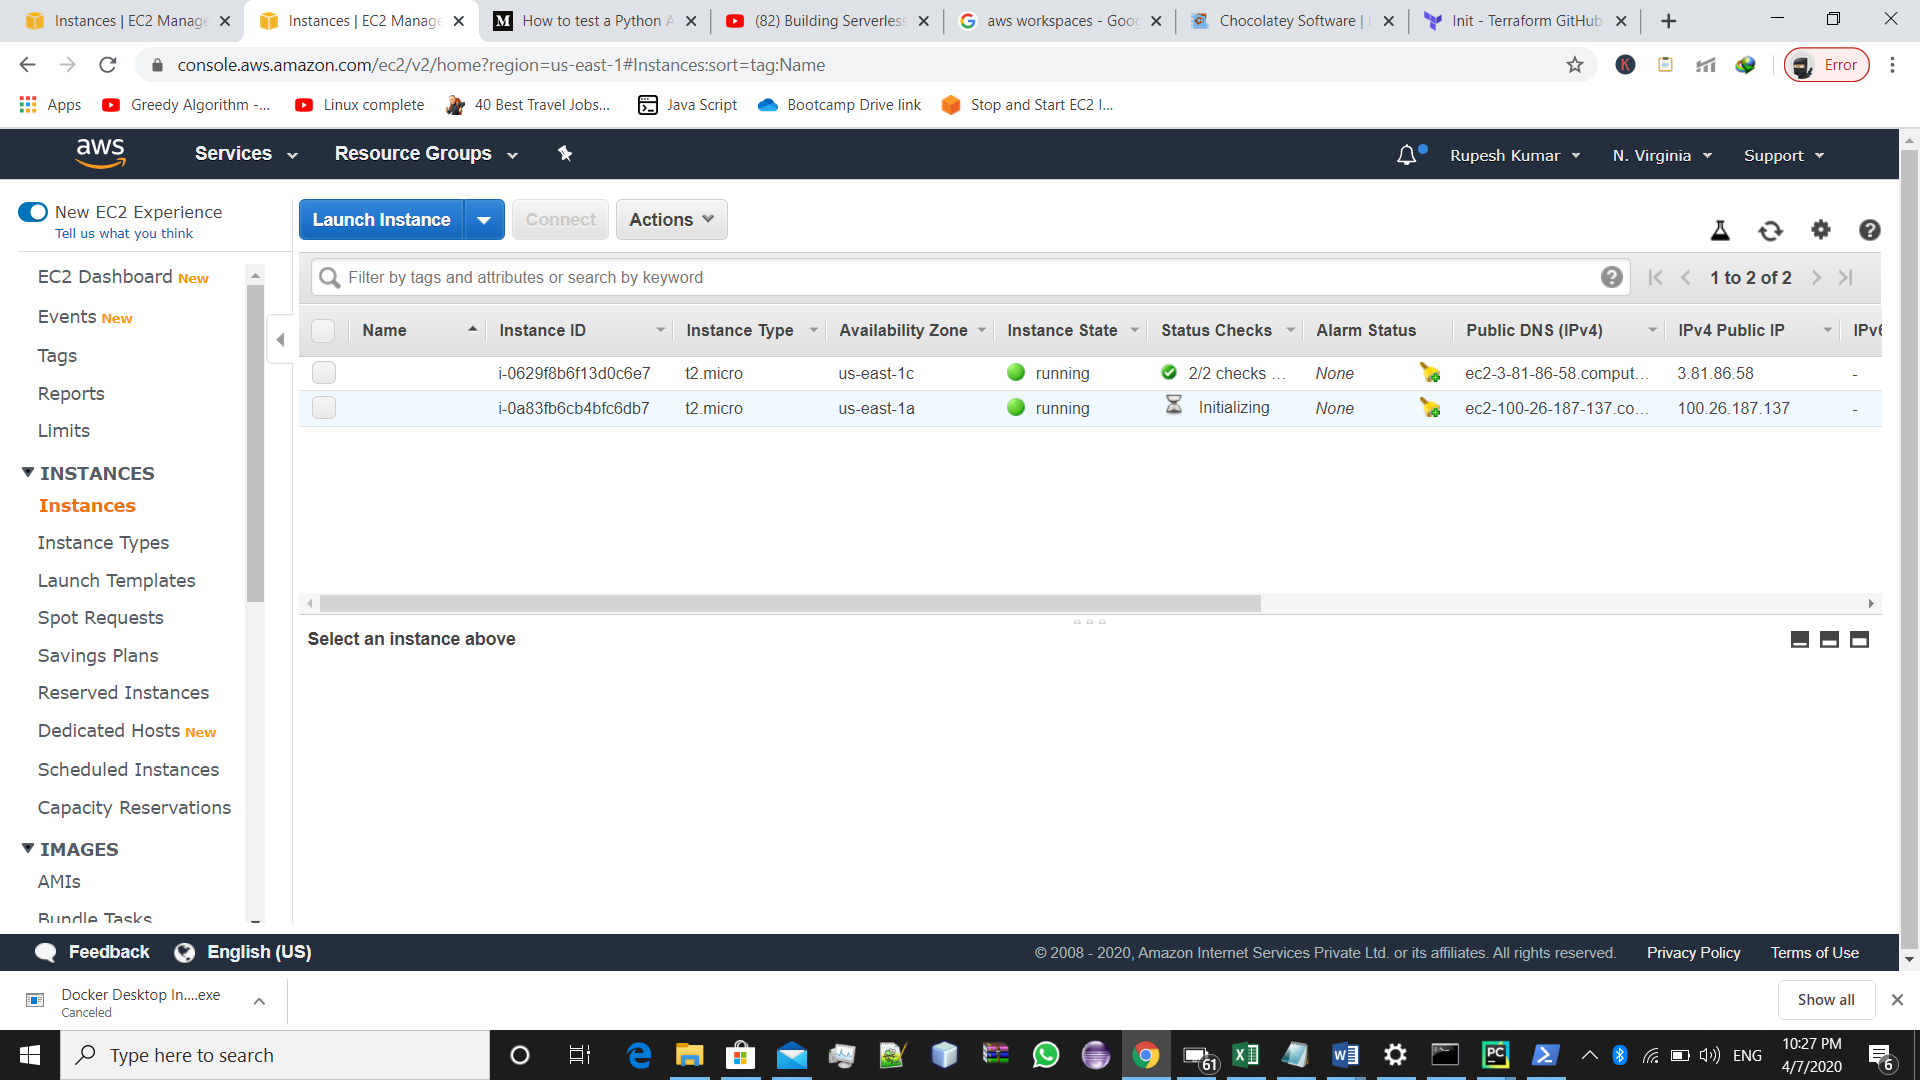 Instances | EC2 Manage
Instances | EC2 Manage
How to test a Python A
(82) Building Serverless
aws workspaces - Goog
Chocolatey Software |
Init - Terraform GitHub
console.aws.amazon.com/ec2/v2/home?region=us-east-1#Instances:sort=tag:Name
K
Error
Apps
Greedy Algorithm -...
Linux complete
40 Best Travel Jobs...
Java Script
Bootcamp Drive link
Stop and Start EC2 I...
aws
Services
Resource Groups
Rupesh Kumar
N. Virginia
Support
New EC2 Experience
Tell us what you think
Launch Instance
Connect
Actions
EC2 Dashboard New
Events New
Tags
Reports
Limits
INSTANCES
Instances
Instance Types
Launch Templates
Spot Requests
Savings Plans
Reserved Instances
Dedicated Hosts New
Scheduled Instances
Capacity Reservations
IMAGES
AMIs
Bundle Tasks
Filter by tags and attributes or search by keyword
1 to 2 of 2
Name Instance ID Instance Type Availability Zone Instance State Status Checks Alarm Status Public DNS (IPv4) IPv4 Public IP IPv6
i-0629f8b6f13d0c6e7 t2.micro us-east-1c running 2/2 checks ... None ec2-3-81-86-58.comput... 3.81.86.58 -
i-0a83fb6cb4bfc6db7 t2.micro us-east-1a running Initializing None ec2-100-26-187-137.co... 100.26.187.137 -
Select an instance above
Feedback
English (US)
© 2008 - 2020, Amazon Internet Services Private Ltd. or its affiliates. All rights reserved.
Privacy Policy
Terms of Use
Docker Desktop In....exe
Canceled
Show all
Type here to search
61
PC
ENG
10:27 PM
4/7/2020
6